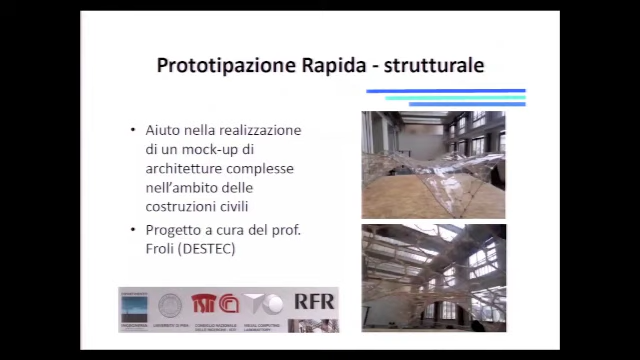 Prototipazione Rapida - strutturale
• Aiuto nella realizzazione
di un mock-up di
architetture complesse
nell'ambito delle
costruzioni civili
• Progetto a cura del prof.
Froli (DESTEC)
ISTI
RFR